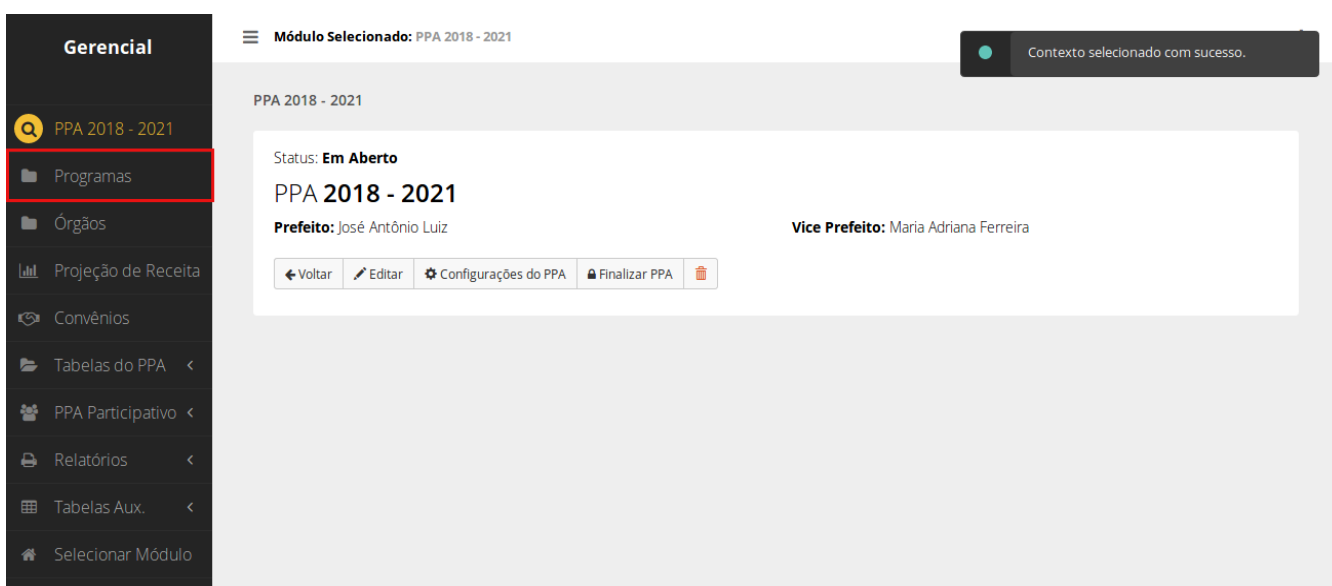 Gerencial
PPA 2018 - 2021
Programas
Órgãos
Projeção de Receita
Convênios
Tabelas do PPA
PPA Participativo
Relatórios
Tabelas Aux.
Selecionar Módulo
Módulo Selecionado: PPA 2018 - 2021
Contexto selecionado com sucesso.
PPA 2018 - 2021
Status: Em Aberto
PPA 2018 - 2021
Prefeito: José Antônio Luiz Vice Prefeito: Maria Adriana Ferreira
Voltar Editar Configurações do PPA Finalizar PPA